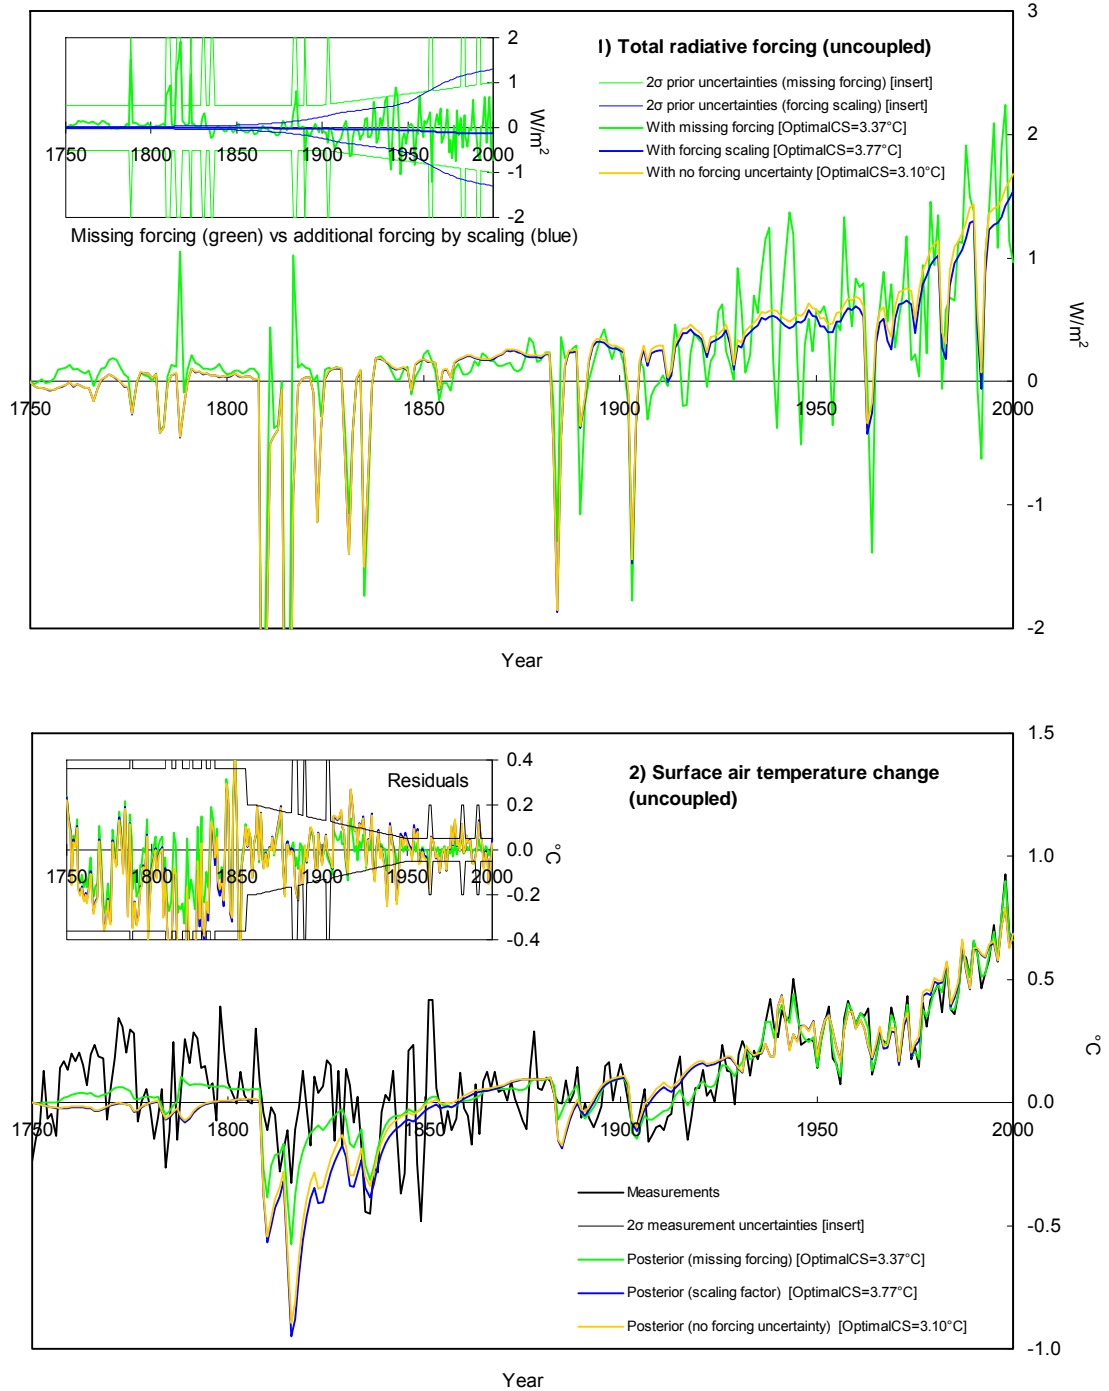 3
2
1
0
-1
-2
W/m2
1750
1800
1850
1900
1950
2000
Year
2
1
0
-1
-2
W/m2
1750
1800
1850
1900
1950
2000
Missing forcing (green) vs additional forcing by scaling (blue)
1) Total radiative forcing (uncoupled)
2σ prior uncertainties (missing forcing) [insert]
2σ prior uncertainties (forcing scaling) [insert]
With missing forcing [OptimalCS=3.37°C]
With forcing scaling [OptimalCS=3.77°C]
With no forcing uncertainty [OptimalCS=3.10°C]
1.5
1.0
0.5
0.0
-0.5
-1.0
°C
1750
1800
1850
1900
1950
2000
Year
Residuals
0.4
0.2
0.0
-0.2
-0.4
°C
1750
1800
1850
1900
1950
2000
2) Surface air temperature change
(uncoupled)
Measurements
2σ measurement uncertainties [insert]
Posterior (missing forcing) [OptimalCS=3.37°C]
Posterior (scaling factor) [OptimalCS=3.77°C]
Posterior (no forcing uncertainty) [OptimalCS=3.10°C]